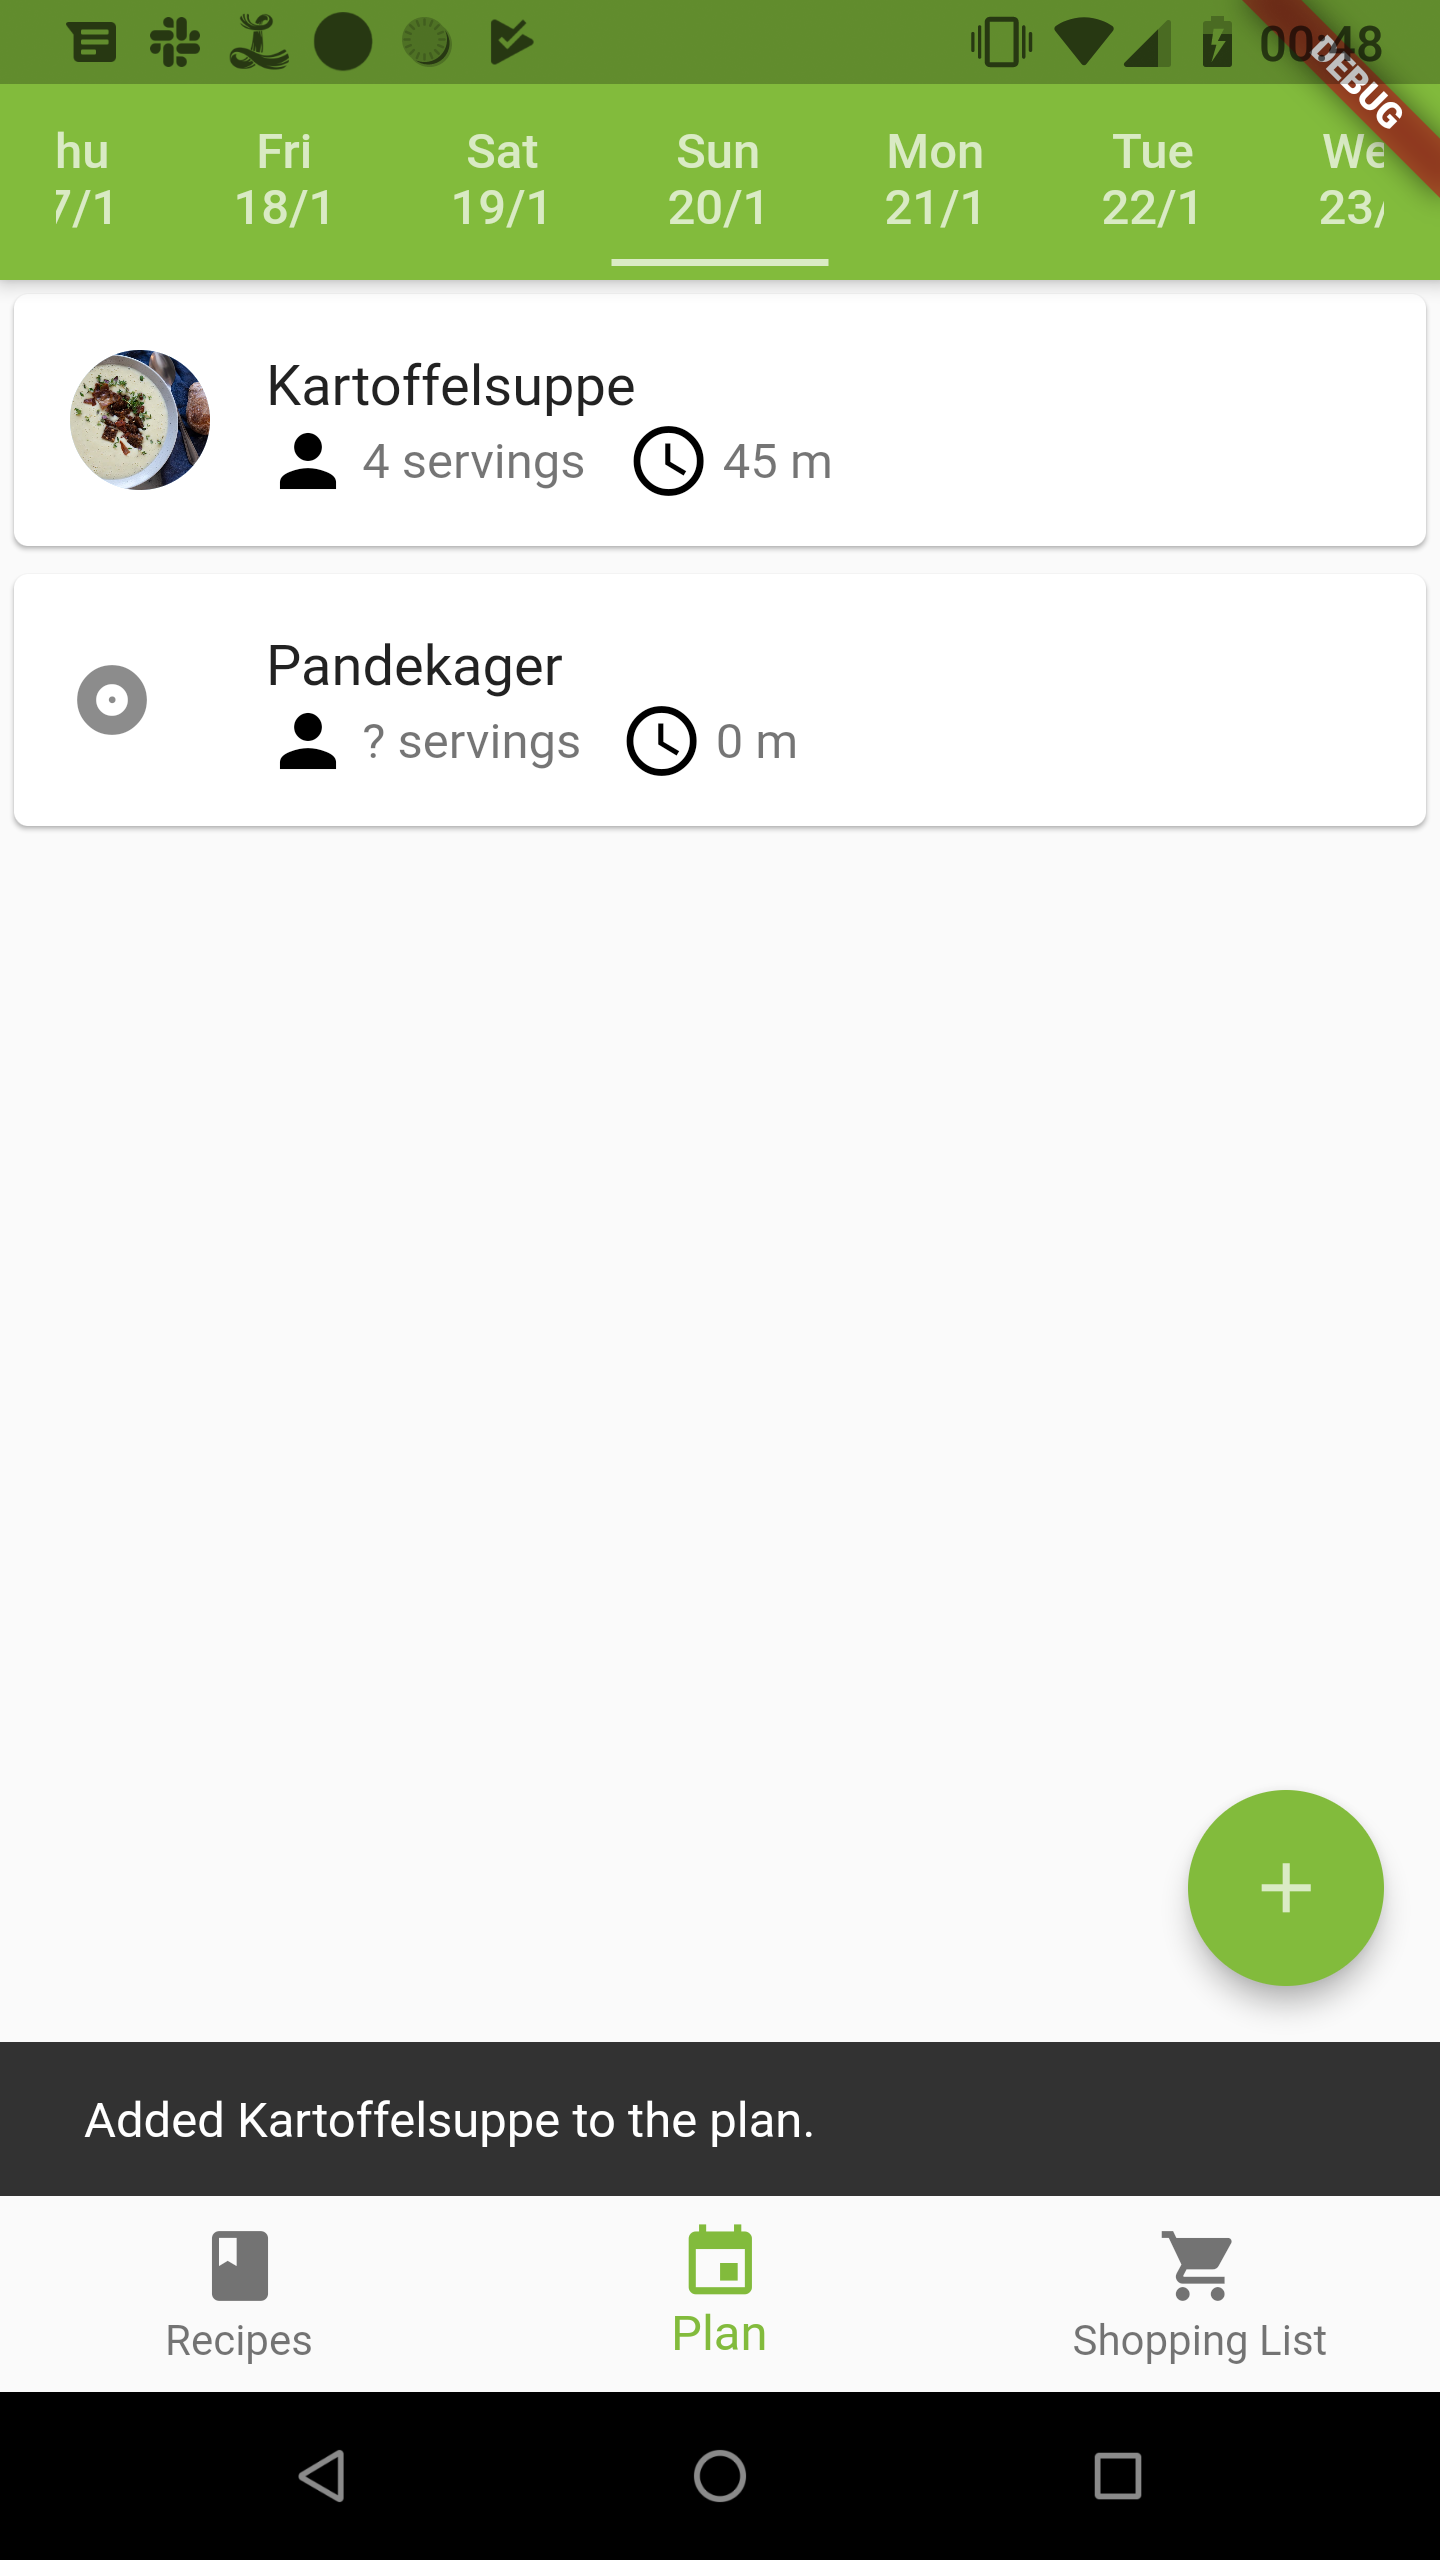 00:48
DEBUG
hu Fri Sat Sun Mon Tue We
7/1 18/1 19/1 20/1 21/1 22/1 23/
Kartoffelsuppe
4 servings 45 m
Pandekager
? servings 0 m
Added Kartoffelsuppe to the plan.
Recipes Plan Shopping List